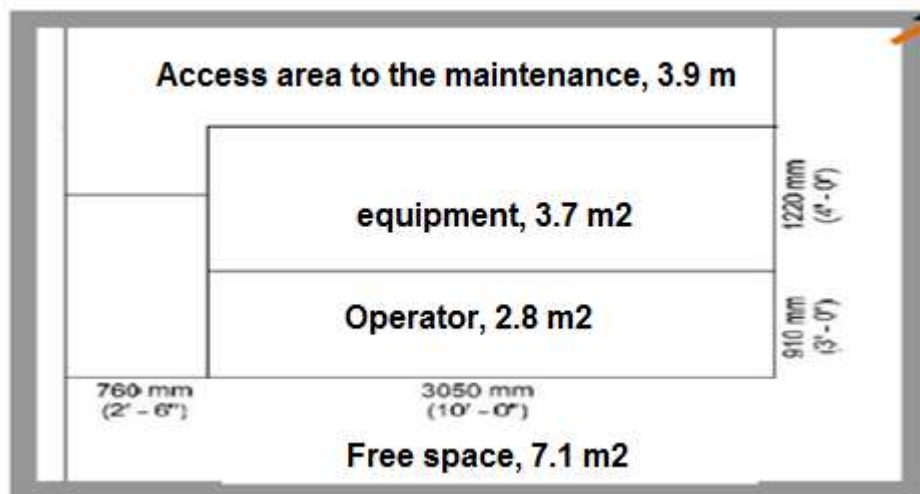 Access area to the maintenance, 3.9 m
1220 mm
(4' - 0")
equipment, 3.7 m2
910 mm
(3' - 0")
Operator, 2.8 m2
760 mm
(2' - 6")
3050 mm
(10' - 0")
Free space, 7.1 m2